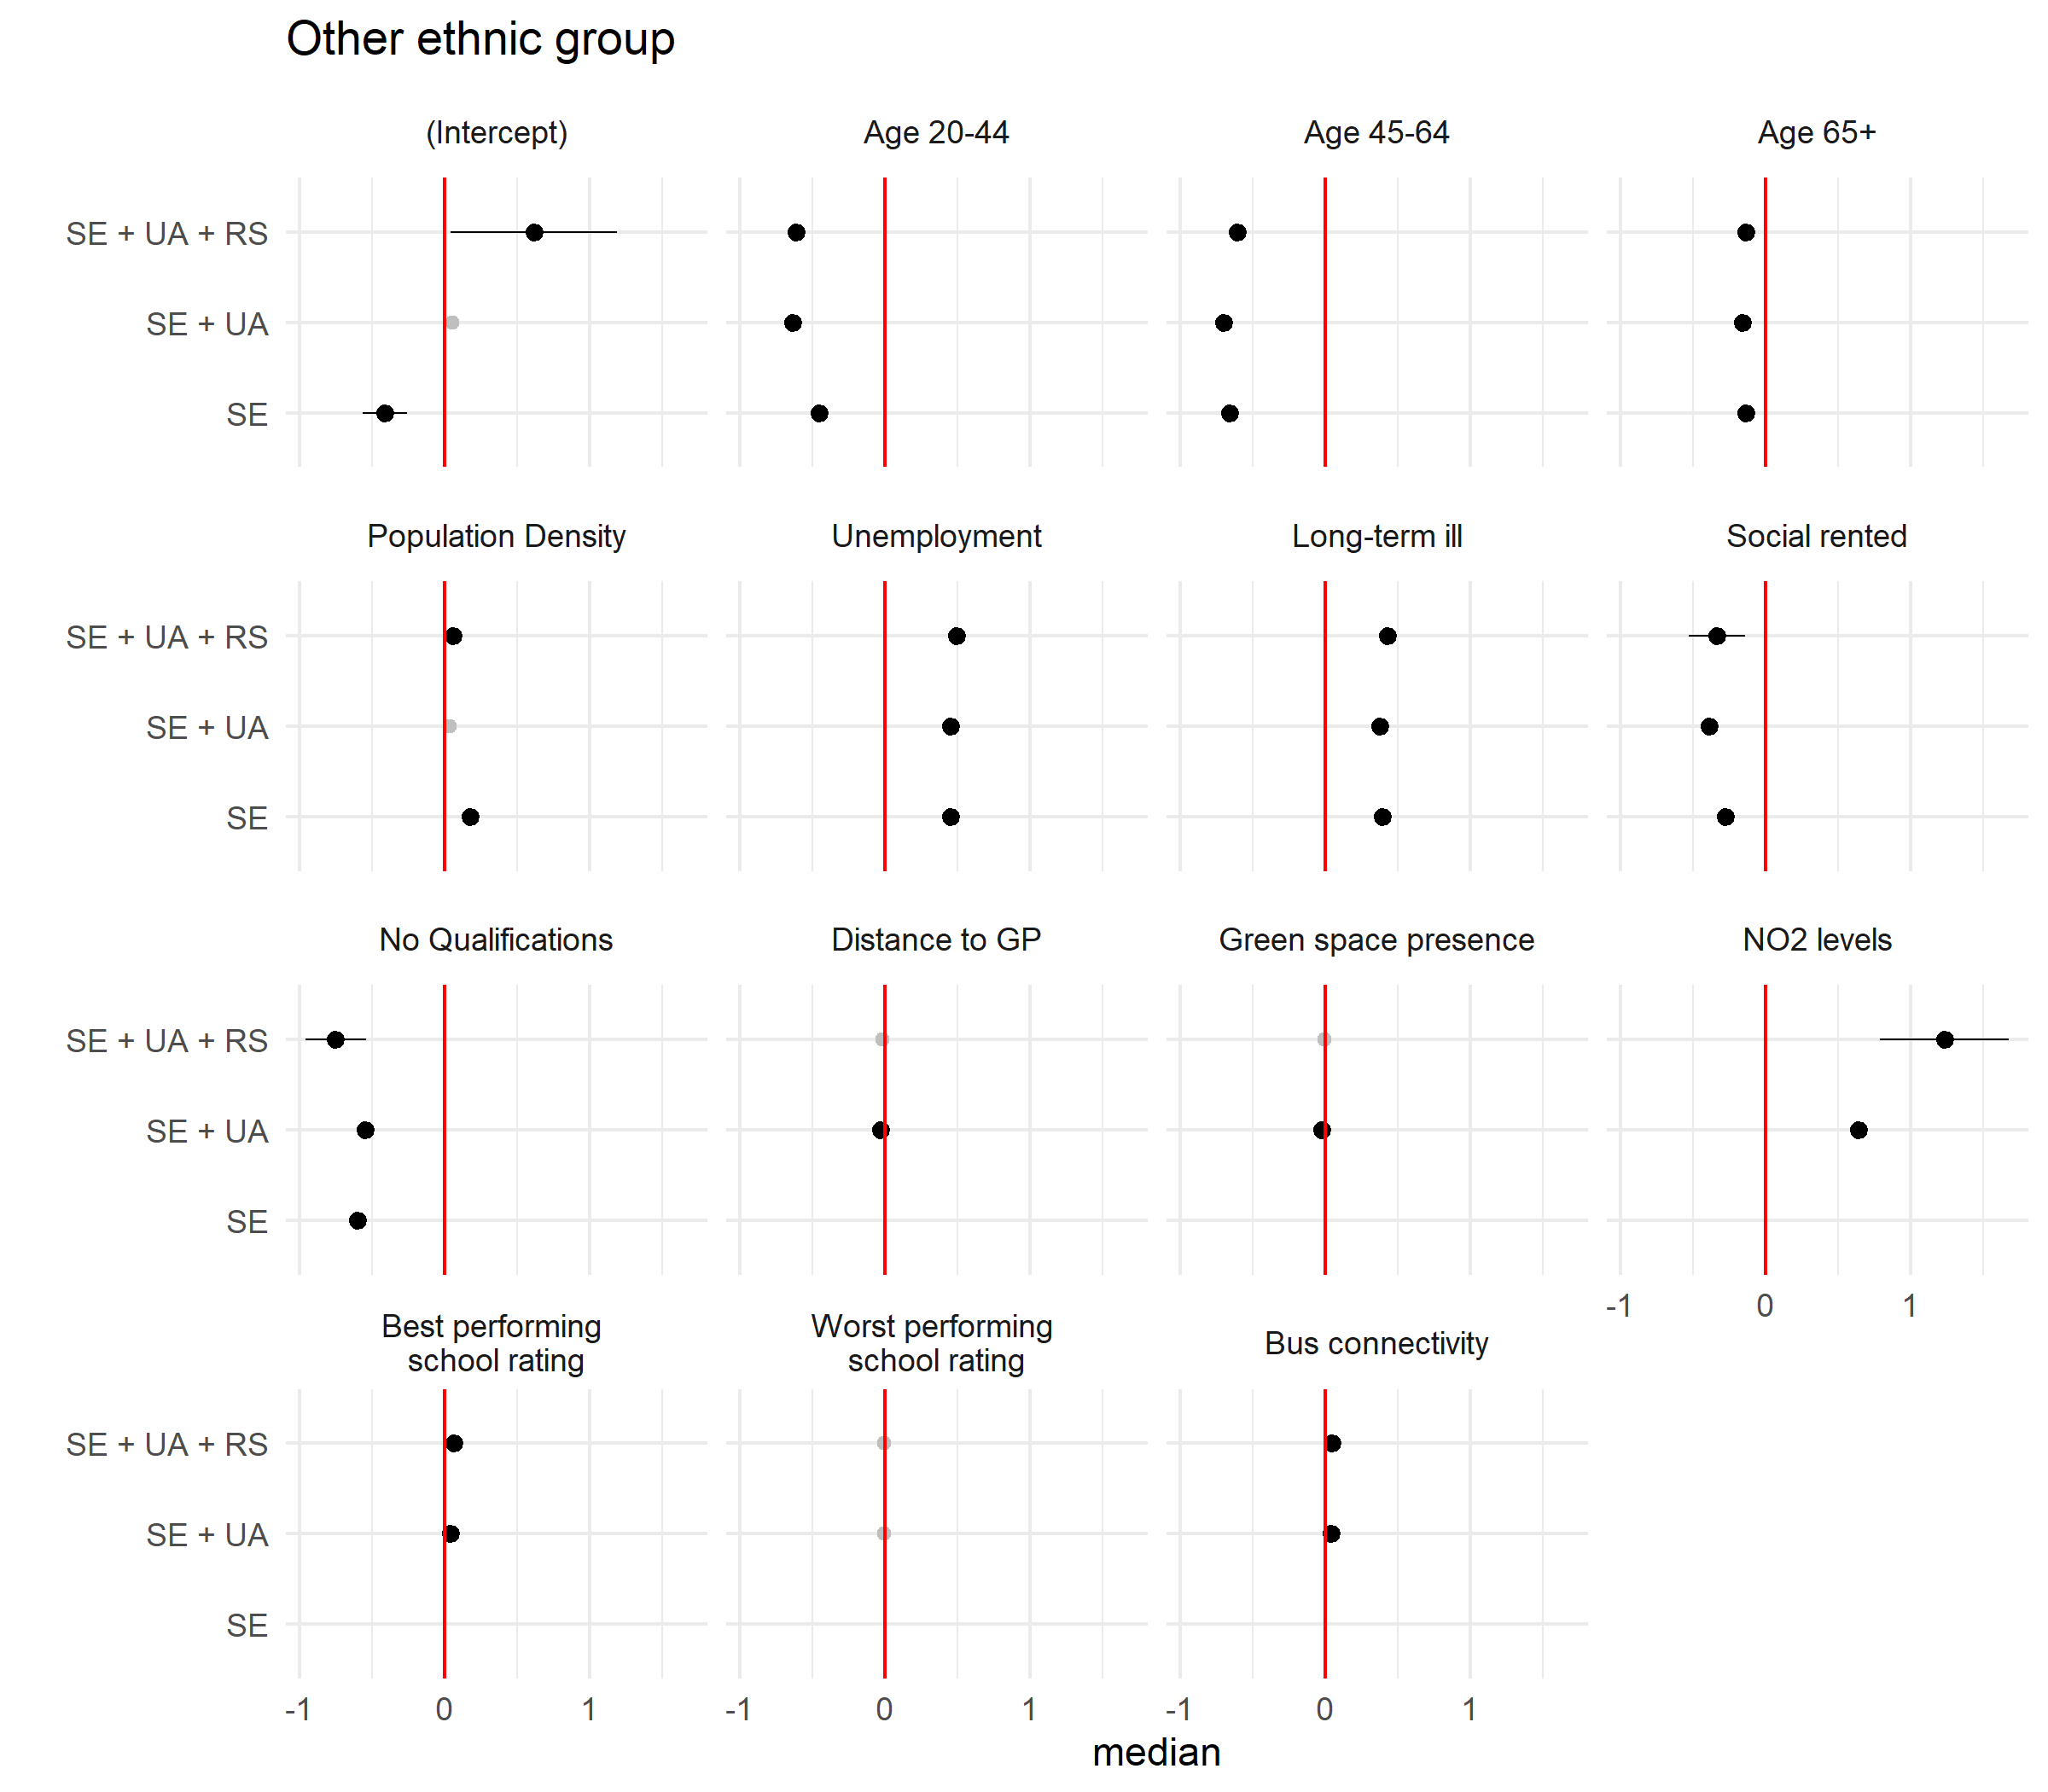 Other ethnic group
(Intercept)
Age 20-44
Age 45-64
Age 65+
SE + UA + RS
SE + UA
SE
Population Density
Unemployment
Long-term ill
Social rented
SE + UA + RS
SE + UA
SE
No Qualifications
Distance to GP
Green space presence
NO2 levels
SE + UA + RS
SE + UA
SE
-1 0 1
Best performing
school rating
Worst performing
school rating
Bus connectivity
SE + UA + RS
SE + UA
SE
-1 0 1
-1 0 1
-1 0 1
median